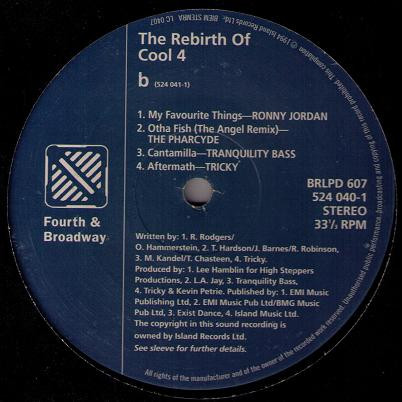 The Rebirth Of
Cool 4
b (524 041-1)
1. My Favourite Things—RONNY JORDAN
2. Otha Fish (The Angel Remix)—
THE PHARCYDE
3. Cantamilla—TRANQUILITY BASS
4. Aftermath—TRICKY
BRLPD 607
524 040-1
STEREO
33⅓ RPM
Fourth &
Broadway
Written by: 1. R. Rodgers/
O. Hammerstein, 2. T. Hardson/J. Barnes/R. Robinson,
3. M. Kandel/T. Chasteen, 4. Tricky.
Produced by: 1. Lee Hamblin for High Steppers
Productions, 2. L.A. Jay, 3. Tranquility Bass,
4. Tricky & Kevin Petrie. Published by: 1. EMI Music
Publishing Ltd, 2. EMI Music Pub Ltd/BMG Music
Pub Ltd, 3. Exist Dance, 4. Island Music Ltd.
The copyright in this sound recording is
owned by Island Records Ltd.
See sleeve for further details.
BIEM STEMRA LC 0407
℗ 1994 Island Records Ltd. This compilation
All rights of the manufacturer and of the owner of the recorded work reserved. Unauthorised public performance, broadcasting and copying of this record prohibited.